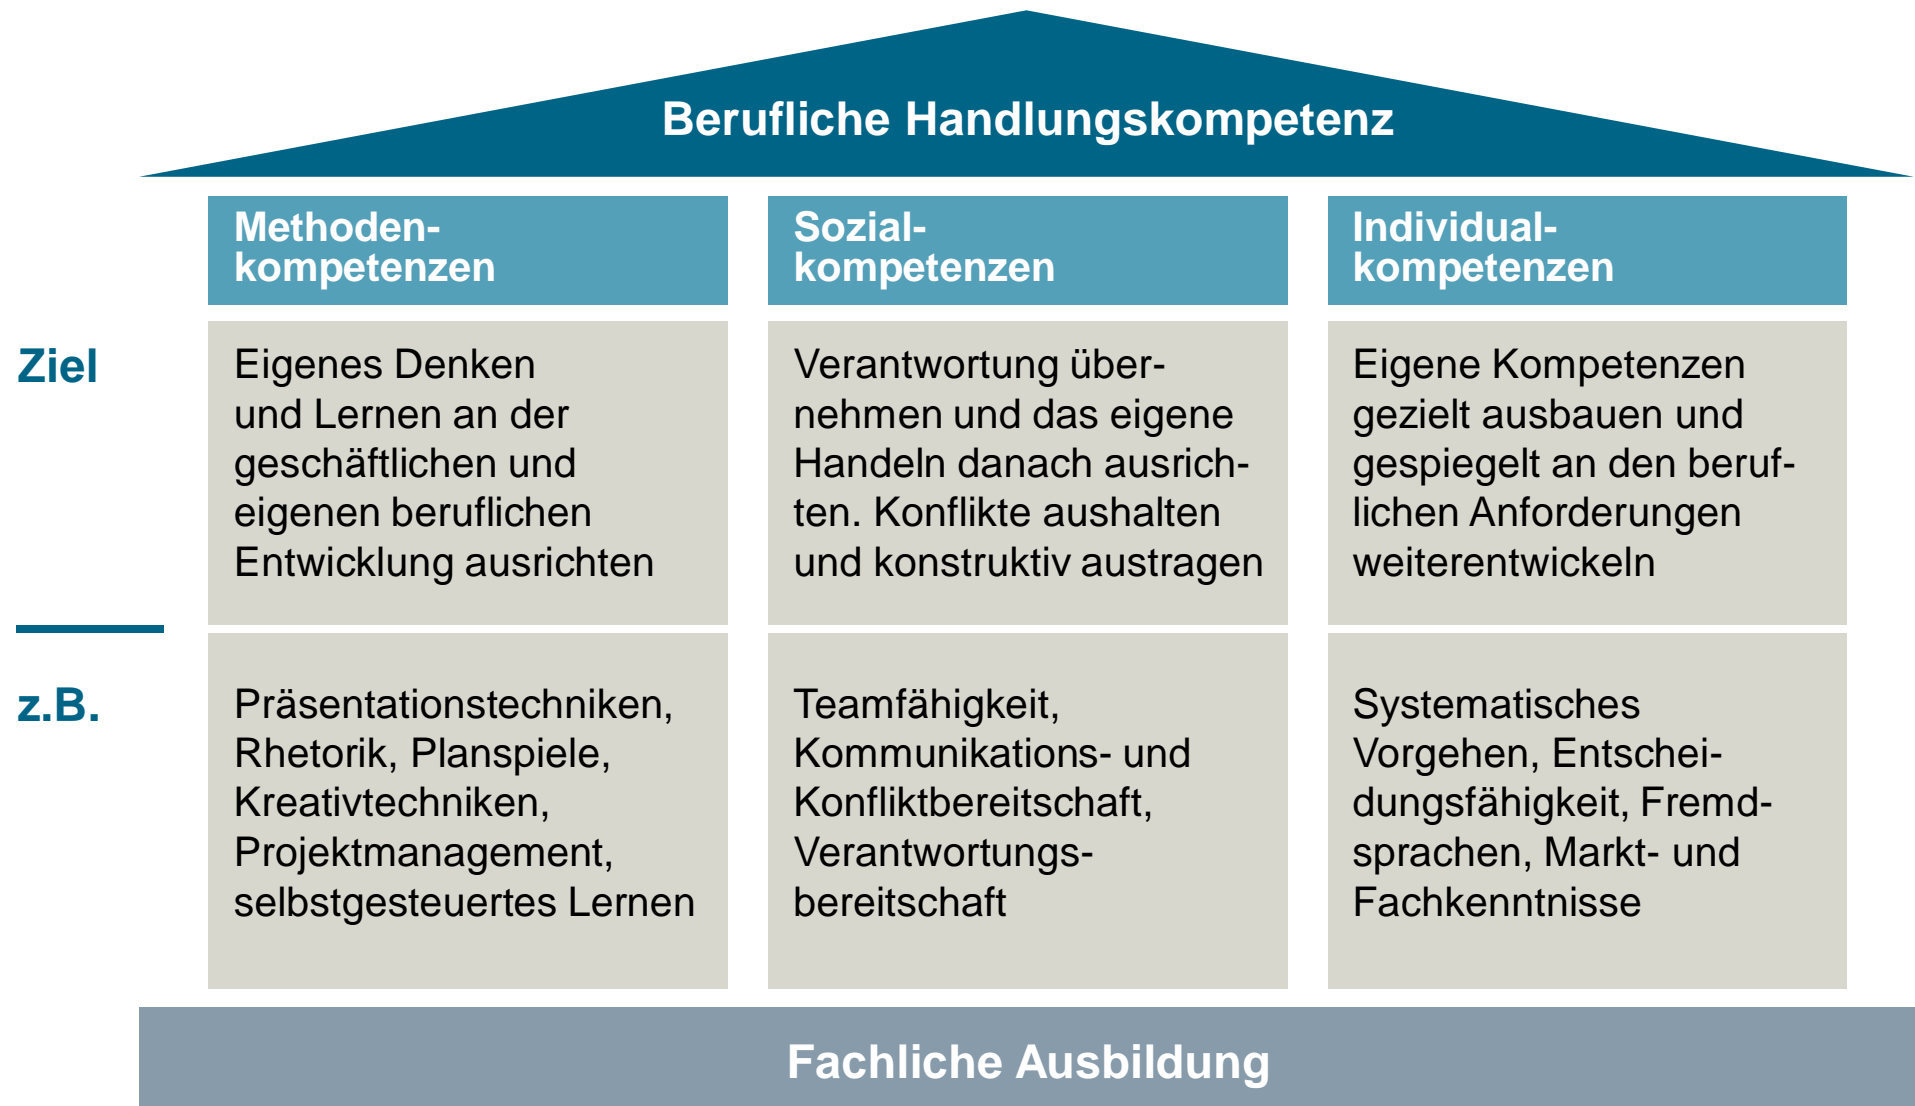 Berufliche Handlungskompetenz
Methoden-
kompetenzen
Sozial-
kompetenzen
Individual-
kompetenzen
Ziel
Eigenes Denken
und Lernen an der
geschäftlichen und
eigenen beruflichen
Entwicklung ausrichten
Verantwortung über-
nehmen und das eigene
Handeln danach ausrich-
ten. Konflikte aushalten
und konstruktiv austragen
Eigene Kompetenzen
gezielt ausbauen und
gespiegelt an den beruf-
lichen Anforderungen
weiterentwickeln
z.B.
Präsentationstechniken,
Rhetorik, Planspiele,
Kreativtechniken,
Projektmanagement,
selbstgesteuertes Lernen
Teamfähigkeit,
Kommunikations- und
Konfliktbereitschaft,
Verantwortungs-
bereitschaft
Systematisches
Vorgehen, Entschei-
dungsfähigkeit, Fremd-
sprachen, Markt- und
Fachkenntnisse
Fachliche Ausbildung